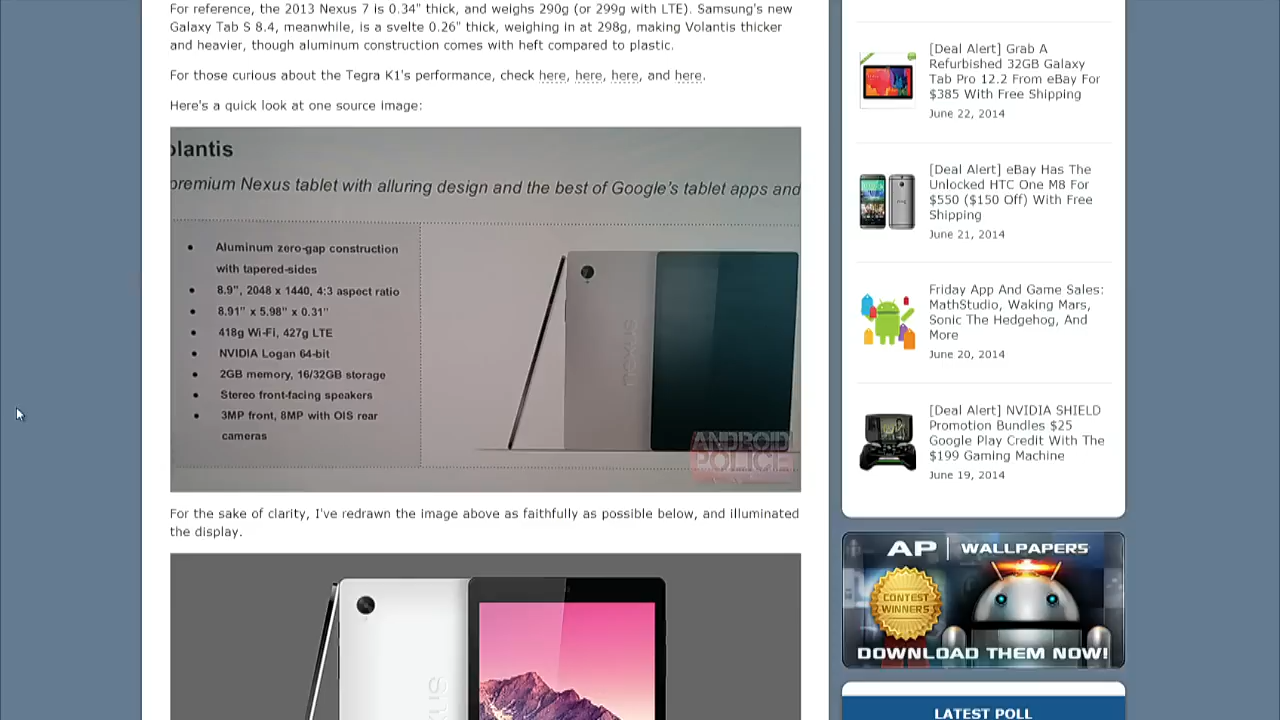 For reference, the 2013 Nexus 7 is 0.34" thick, and weighs 290g (or 299g with LTE). Samsung's new
Galaxy Tab S 8.4, meanwhile, is a svelte 0.26" thick, weighing in at 298g, making Volantis thicker
and heavier, though aluminum construction comes with heft compared to plastic.
For those curious about the Tegra K1's performance, check here, here, here, and here.
Here's a quick look at one source image:
olantis
premium Nexus tablet with alluring design and the best of Google's tablet apps and
• Aluminum zero-gap construction
with tapered-sides
• 8.9", 2048 x 1440, 4:3 aspect ratio
• 8.91" x 5.98" x 0.31"
• 418g Wi-Fi, 427g LTE
• NVIDIA Logan 64-bit
• 2GB memory, 16/32GB storage
• Stereo front-facing speakers
• 3MP front, 8MP with OIS rear
cameras
nexus
ANDROID
POLICE
For the sake of clarity, I've redrawn the image above as faithfully as possible below, and illuminated
the display.
XUS
[Deal Alert] Grab A
Refurbished 32GB Galaxy
Tab Pro 12.2 From eBay For
$385 With Free Shipping
June 22, 2014
[Deal Alert] eBay Has The
Unlocked HTC One M8 For
$550 ($150 Off) With Free
Shipping
June 21, 2014
Friday App And Game Sales:
MathStudio, Waking Mars,
Sonic The Hedgehog, And
More
June 20, 2014
[Deal Alert] NVIDIA SHIELD
Promotion Bundles $25
Google Play Credit With The
$199 Gaming Machine
June 19, 2014
AP | WALLPAPERS
CONTEST
WINNERS
DOWNLOAD THEM NOW!
LATEST POLL